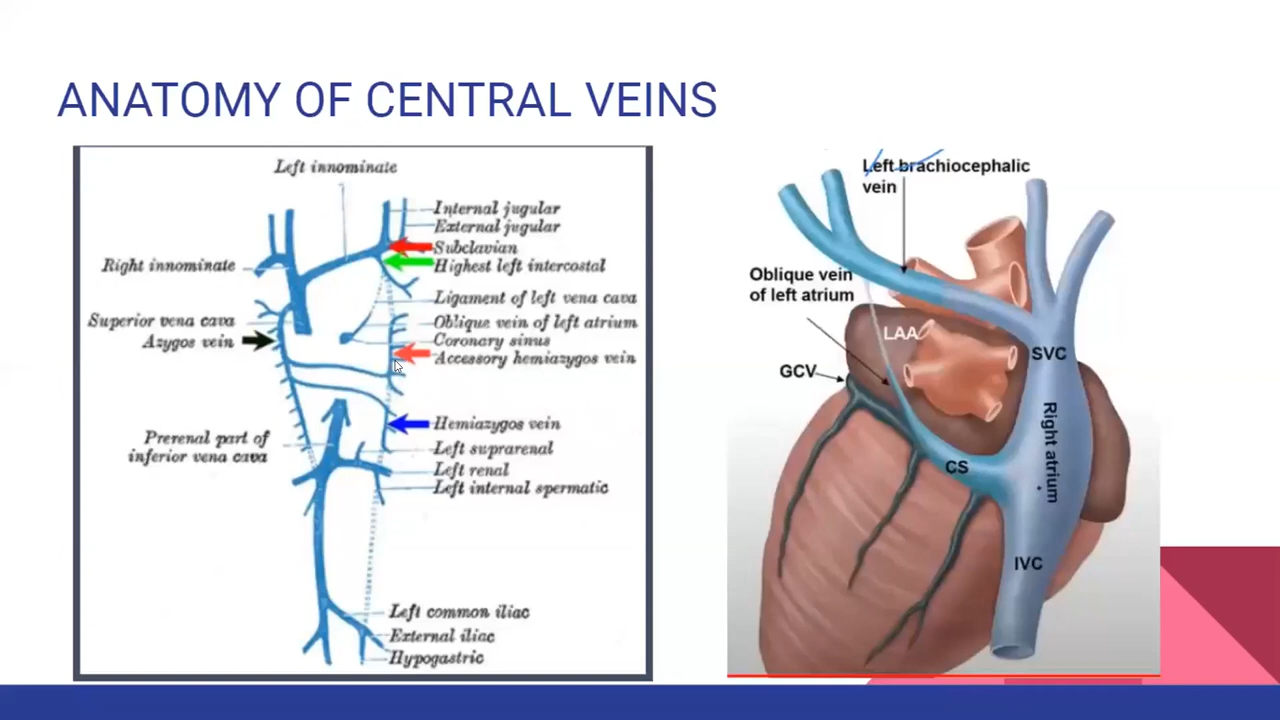 ANATOMY OF CENTRAL VEINS
Left innominate
Internal jugular
External jugular
Subclavian
Right innominate
Highest left intercostal
Ligament of left vena cava
Superior vena cava
Oblique vein of left atrium
Azygos vein
Coronary sinus
Accessory hemiazygos vein
Hemiazygos vein
Prerenal part of
inferior vena cava
Left suprarenal
Left renal
Left internal spermatic
Left common iliac
External iliac
Hypogastric
Left brachiocephalic
vein
Oblique vein
of left atrium
LAA
SVC
GCV
Right atrium
CS
IVC